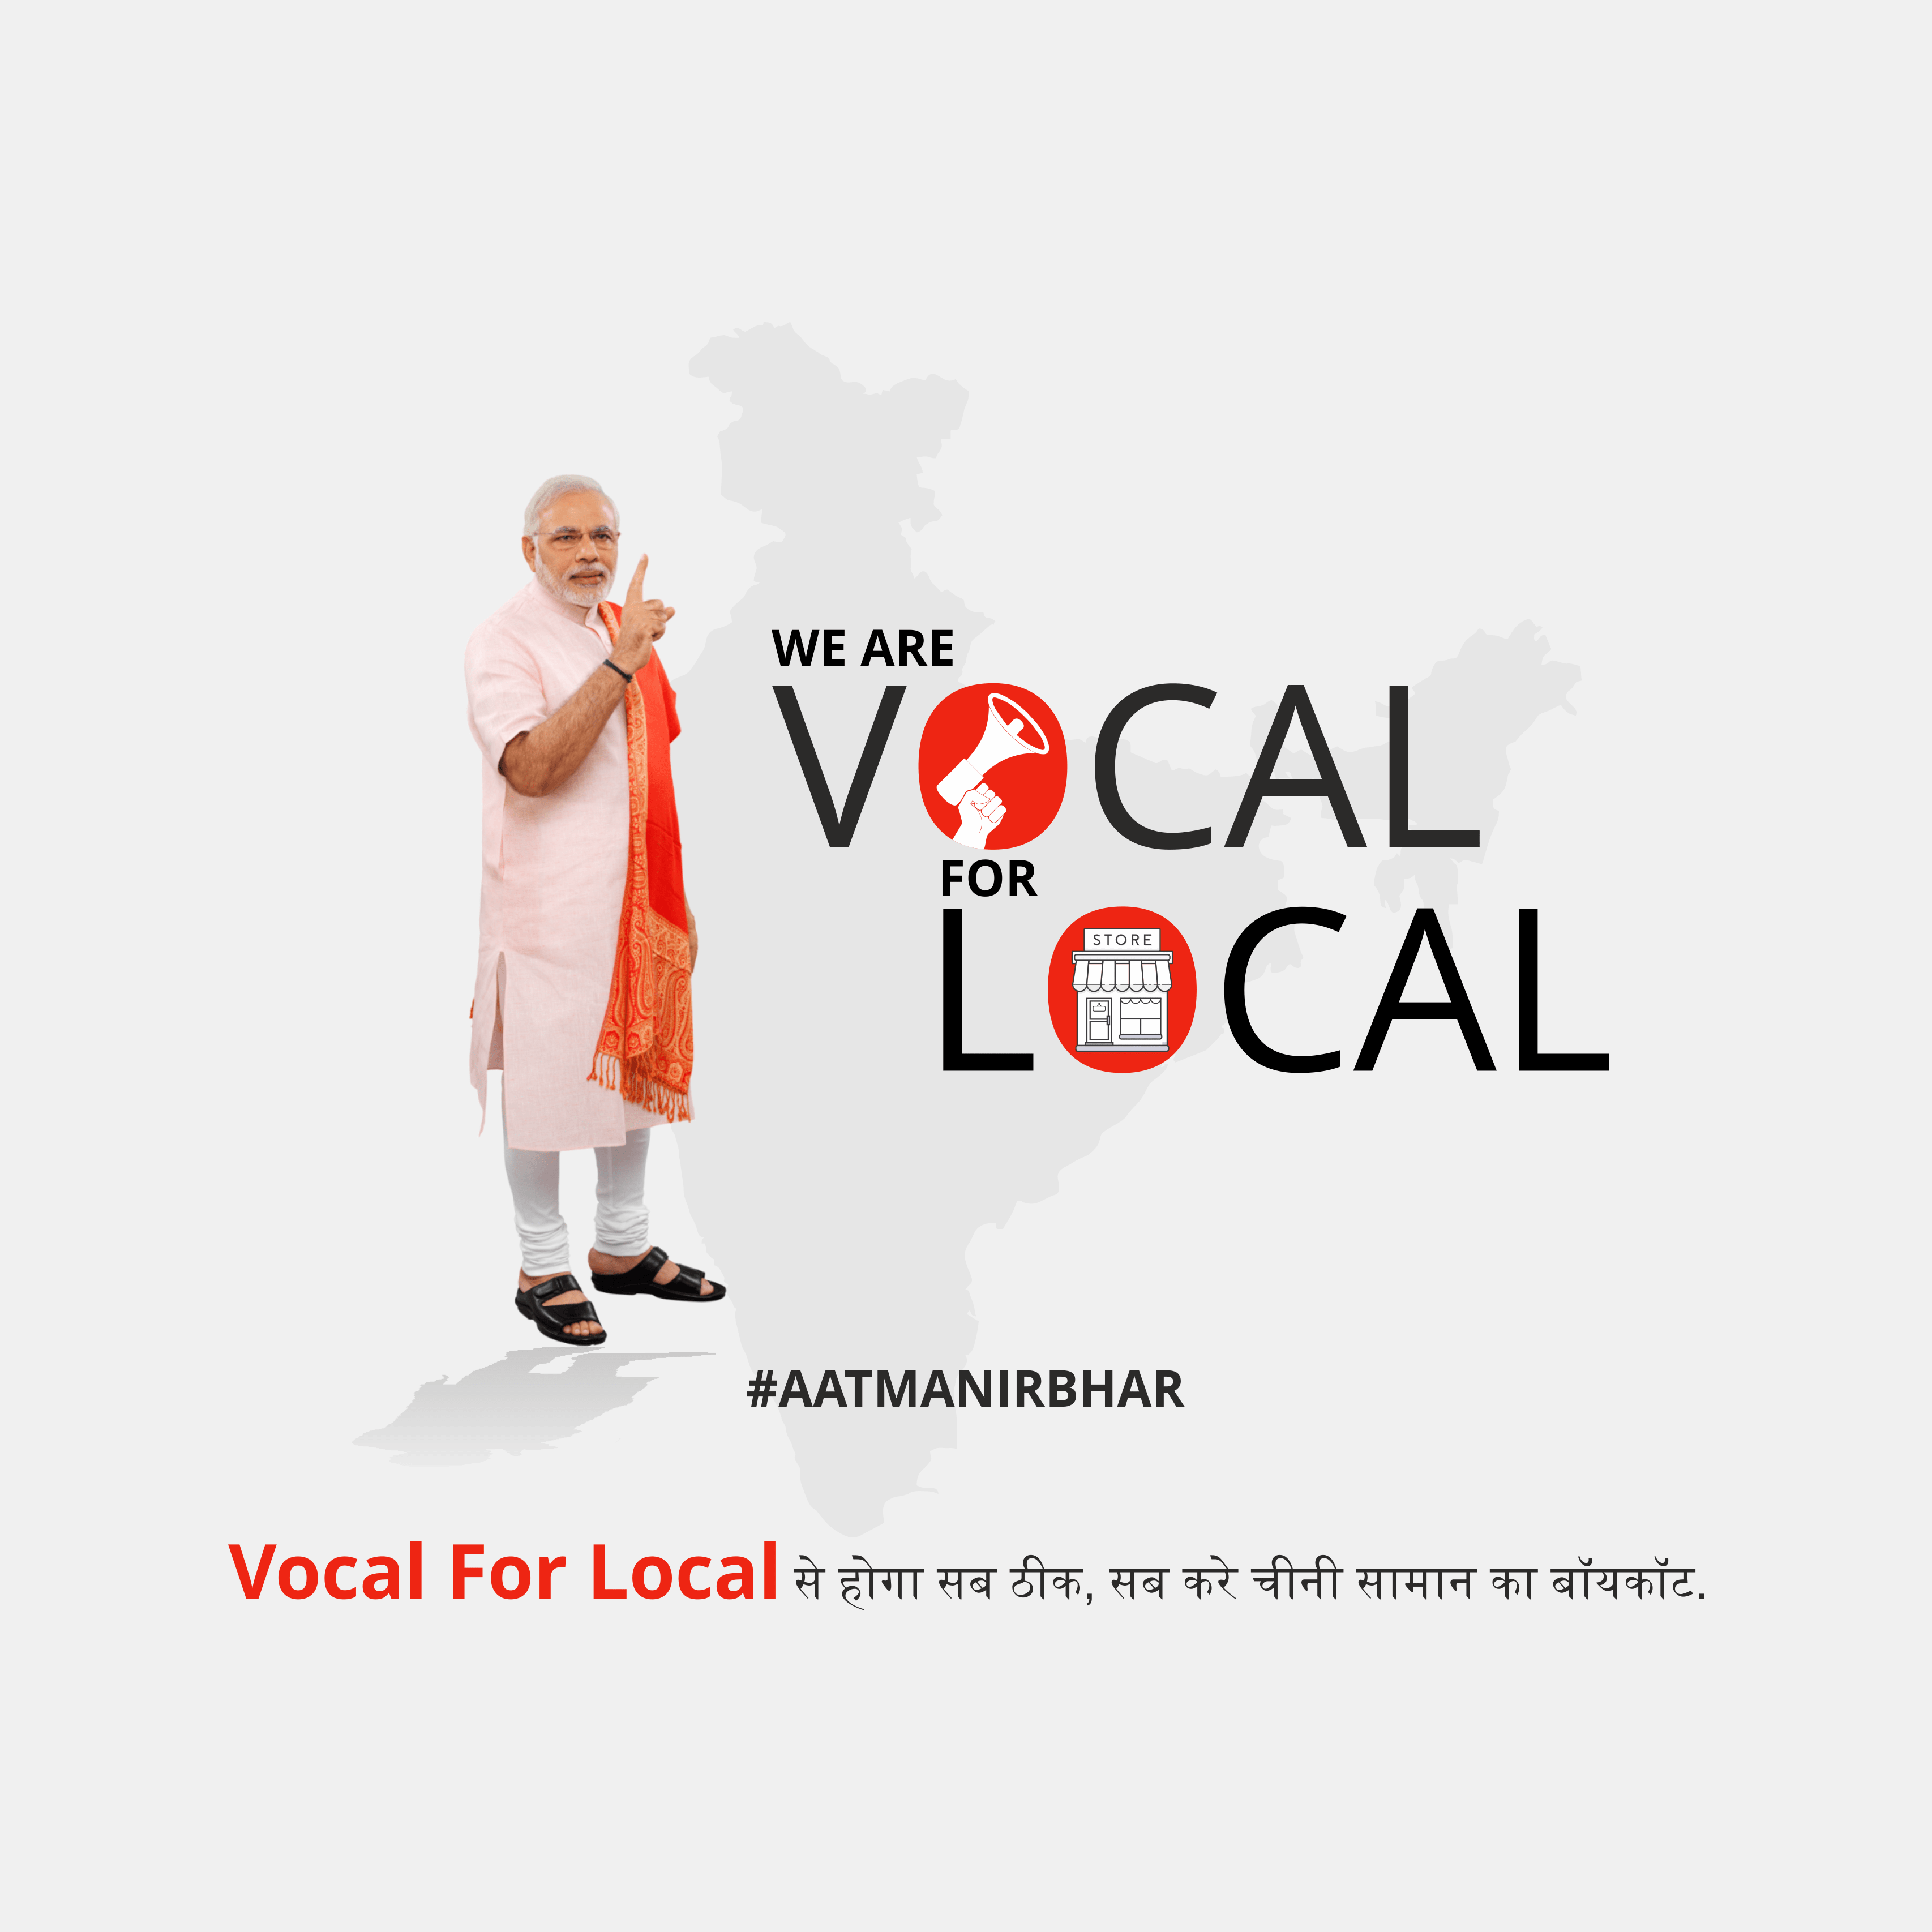 WE ARE
VOCAL
FOR
LOCAL
STORE
#AATMANIRBHAR
Vocal For Local से होगा सब ठीक, सब करे चीनी सामान का बॉयकॉट.